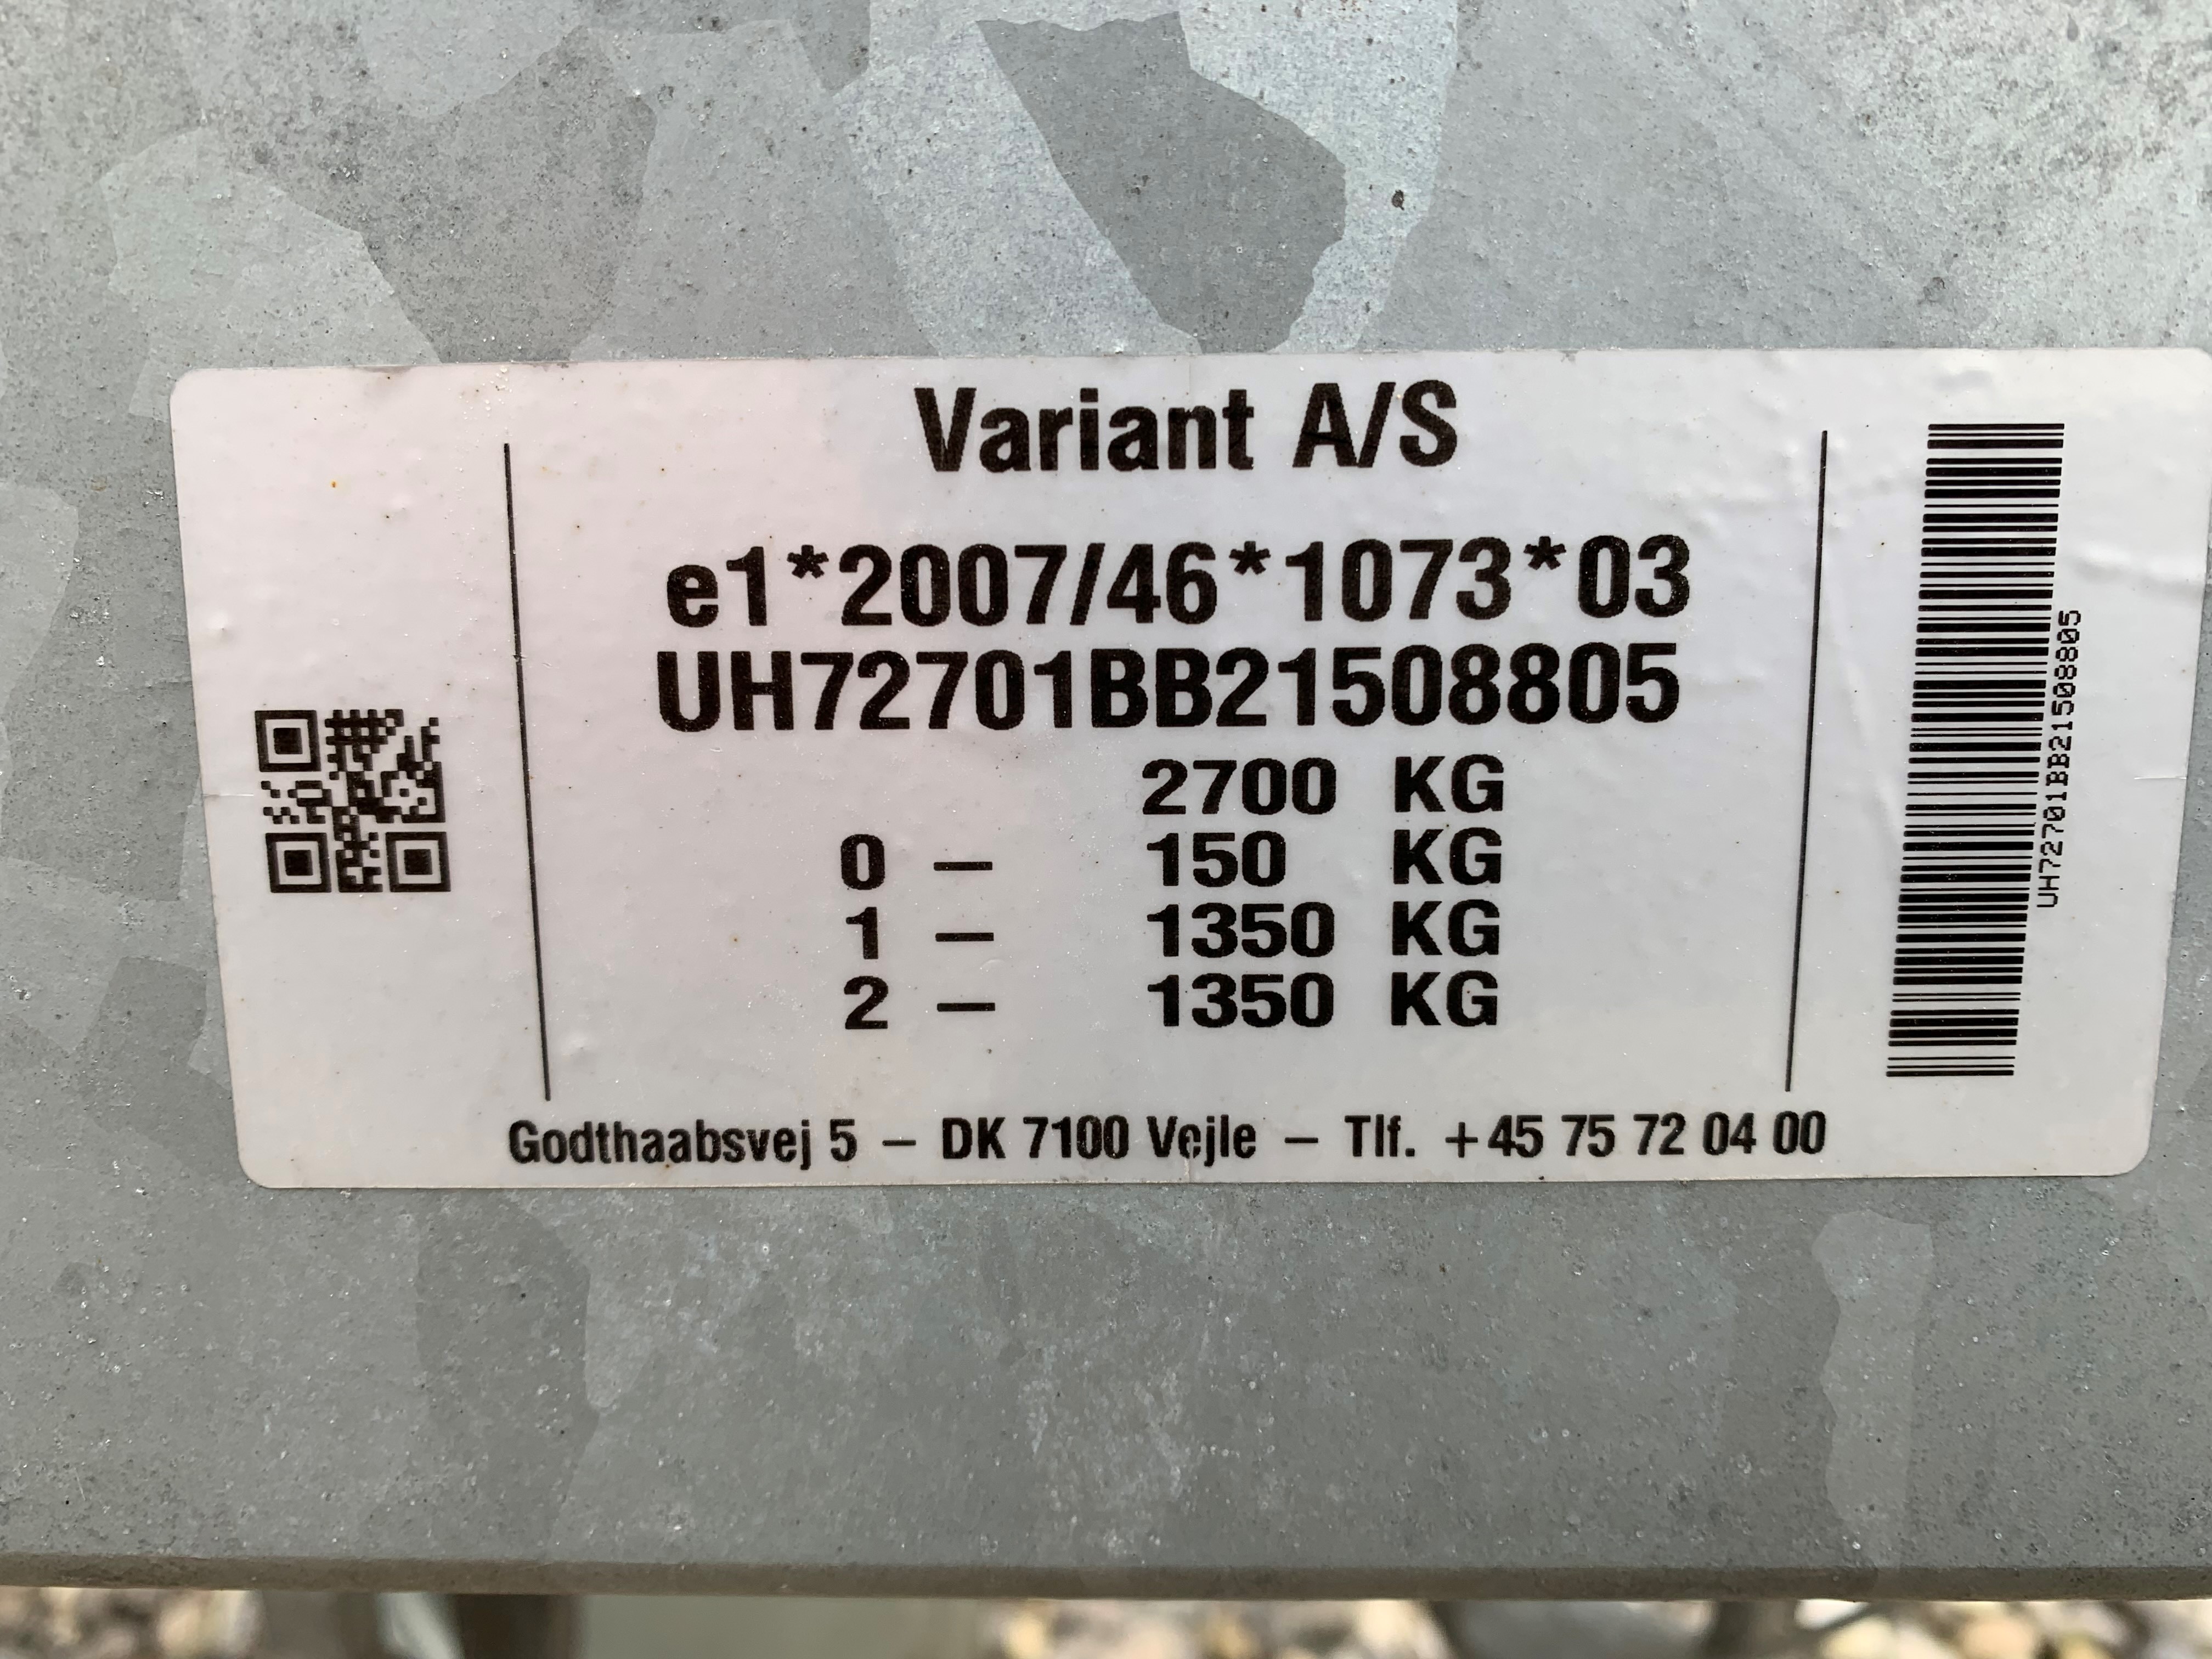 Variant A/S
e1*2007/46*1073*03
UH72701BB21508805
2700 KG
0 – 150 KG
1 – 1350 KG
2 – 1350 KG
Godthaabsvej 5 – DK 7100 Vejle – Tlf. +45 75 72 04 00
UH72701BB21508805